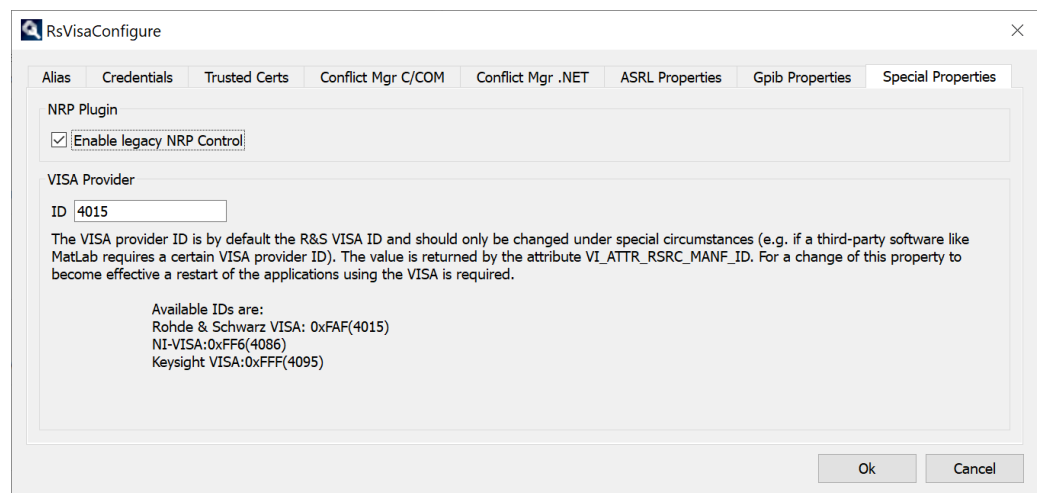 RsVisaConfigure
Alias Credentials Trusted Certs Conflict Mgr C/COM Conflict Mgr .NET ASRL Properties Gpib Properties Special Properties
NRP Plugin
Enable legacy NRP Control
VISA Provider
ID 4015
The VISA provider ID is by default the R&S VISA ID and should only be changed under special circumstances (e.g. if a third-party software like
MatLab requires a certain VISA provider ID). The value is returned by the attribute VI_ATTR_RSRC_MANF_ID. For a change of this property to
become effective a restart of the applications using the VISA is required.
Available IDs are:
Rohde & Schwarz VISA: 0xFAF(4015)
NI-VISA:0xFF6(4086)
Keysight VISA:0xFFF(4095)
Ok Cancel